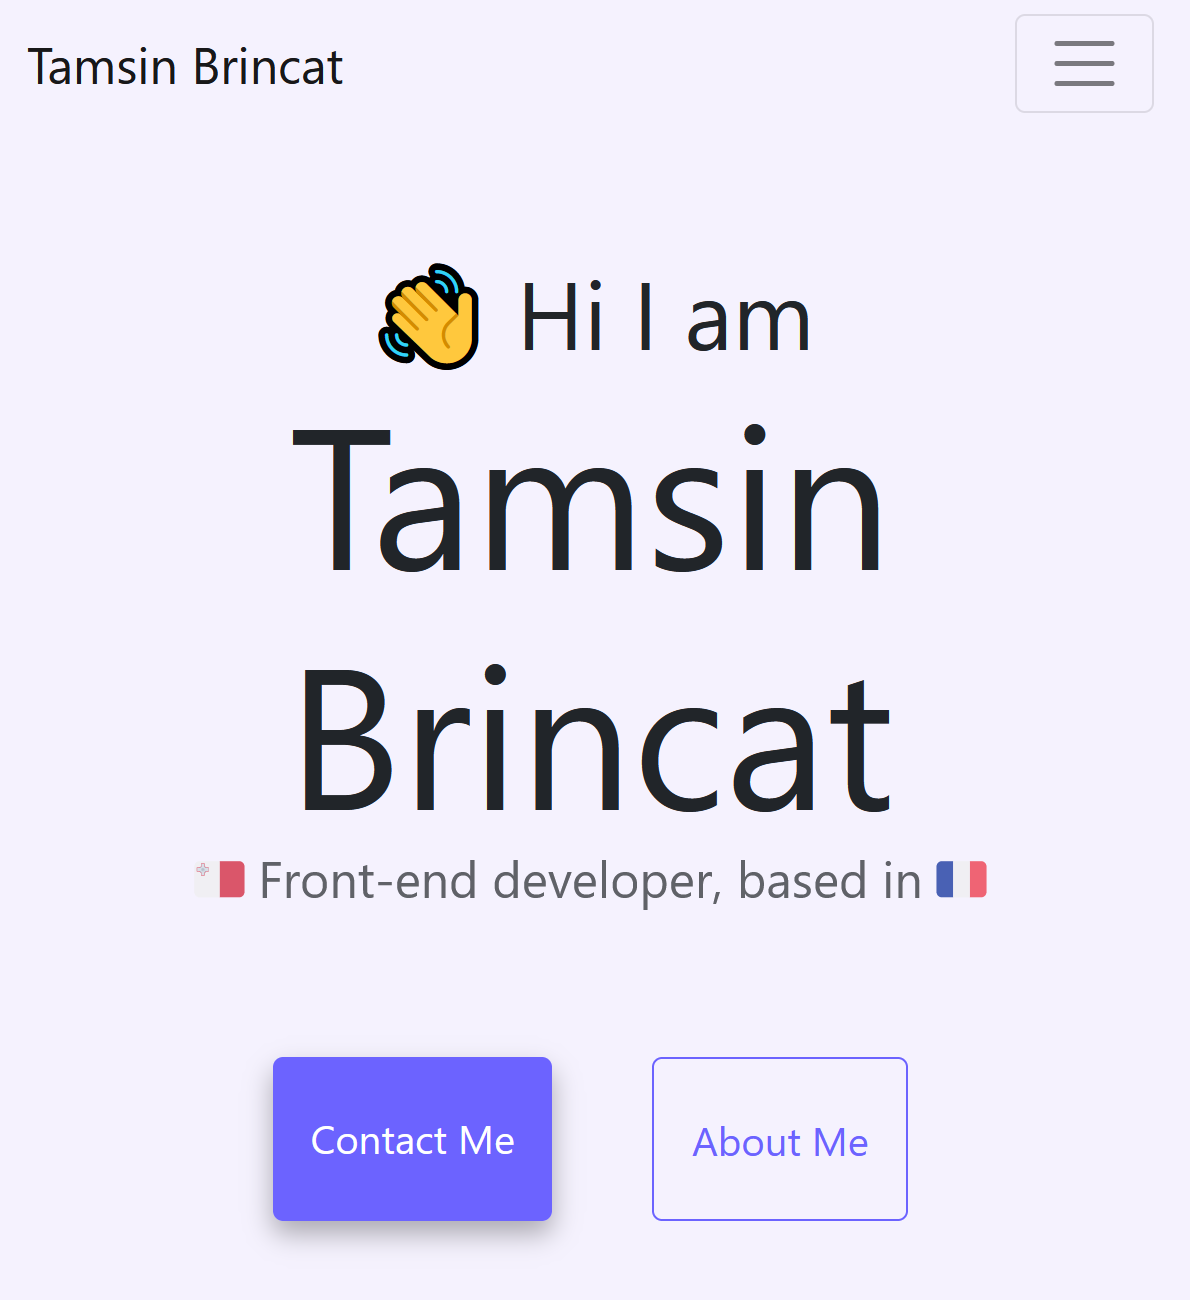 Tamsin Brincat
👋 Hi I am
Tamsin
Brincat
🇲🇹 Front-end developer, based in 🇫🇷
Contact Me
About Me